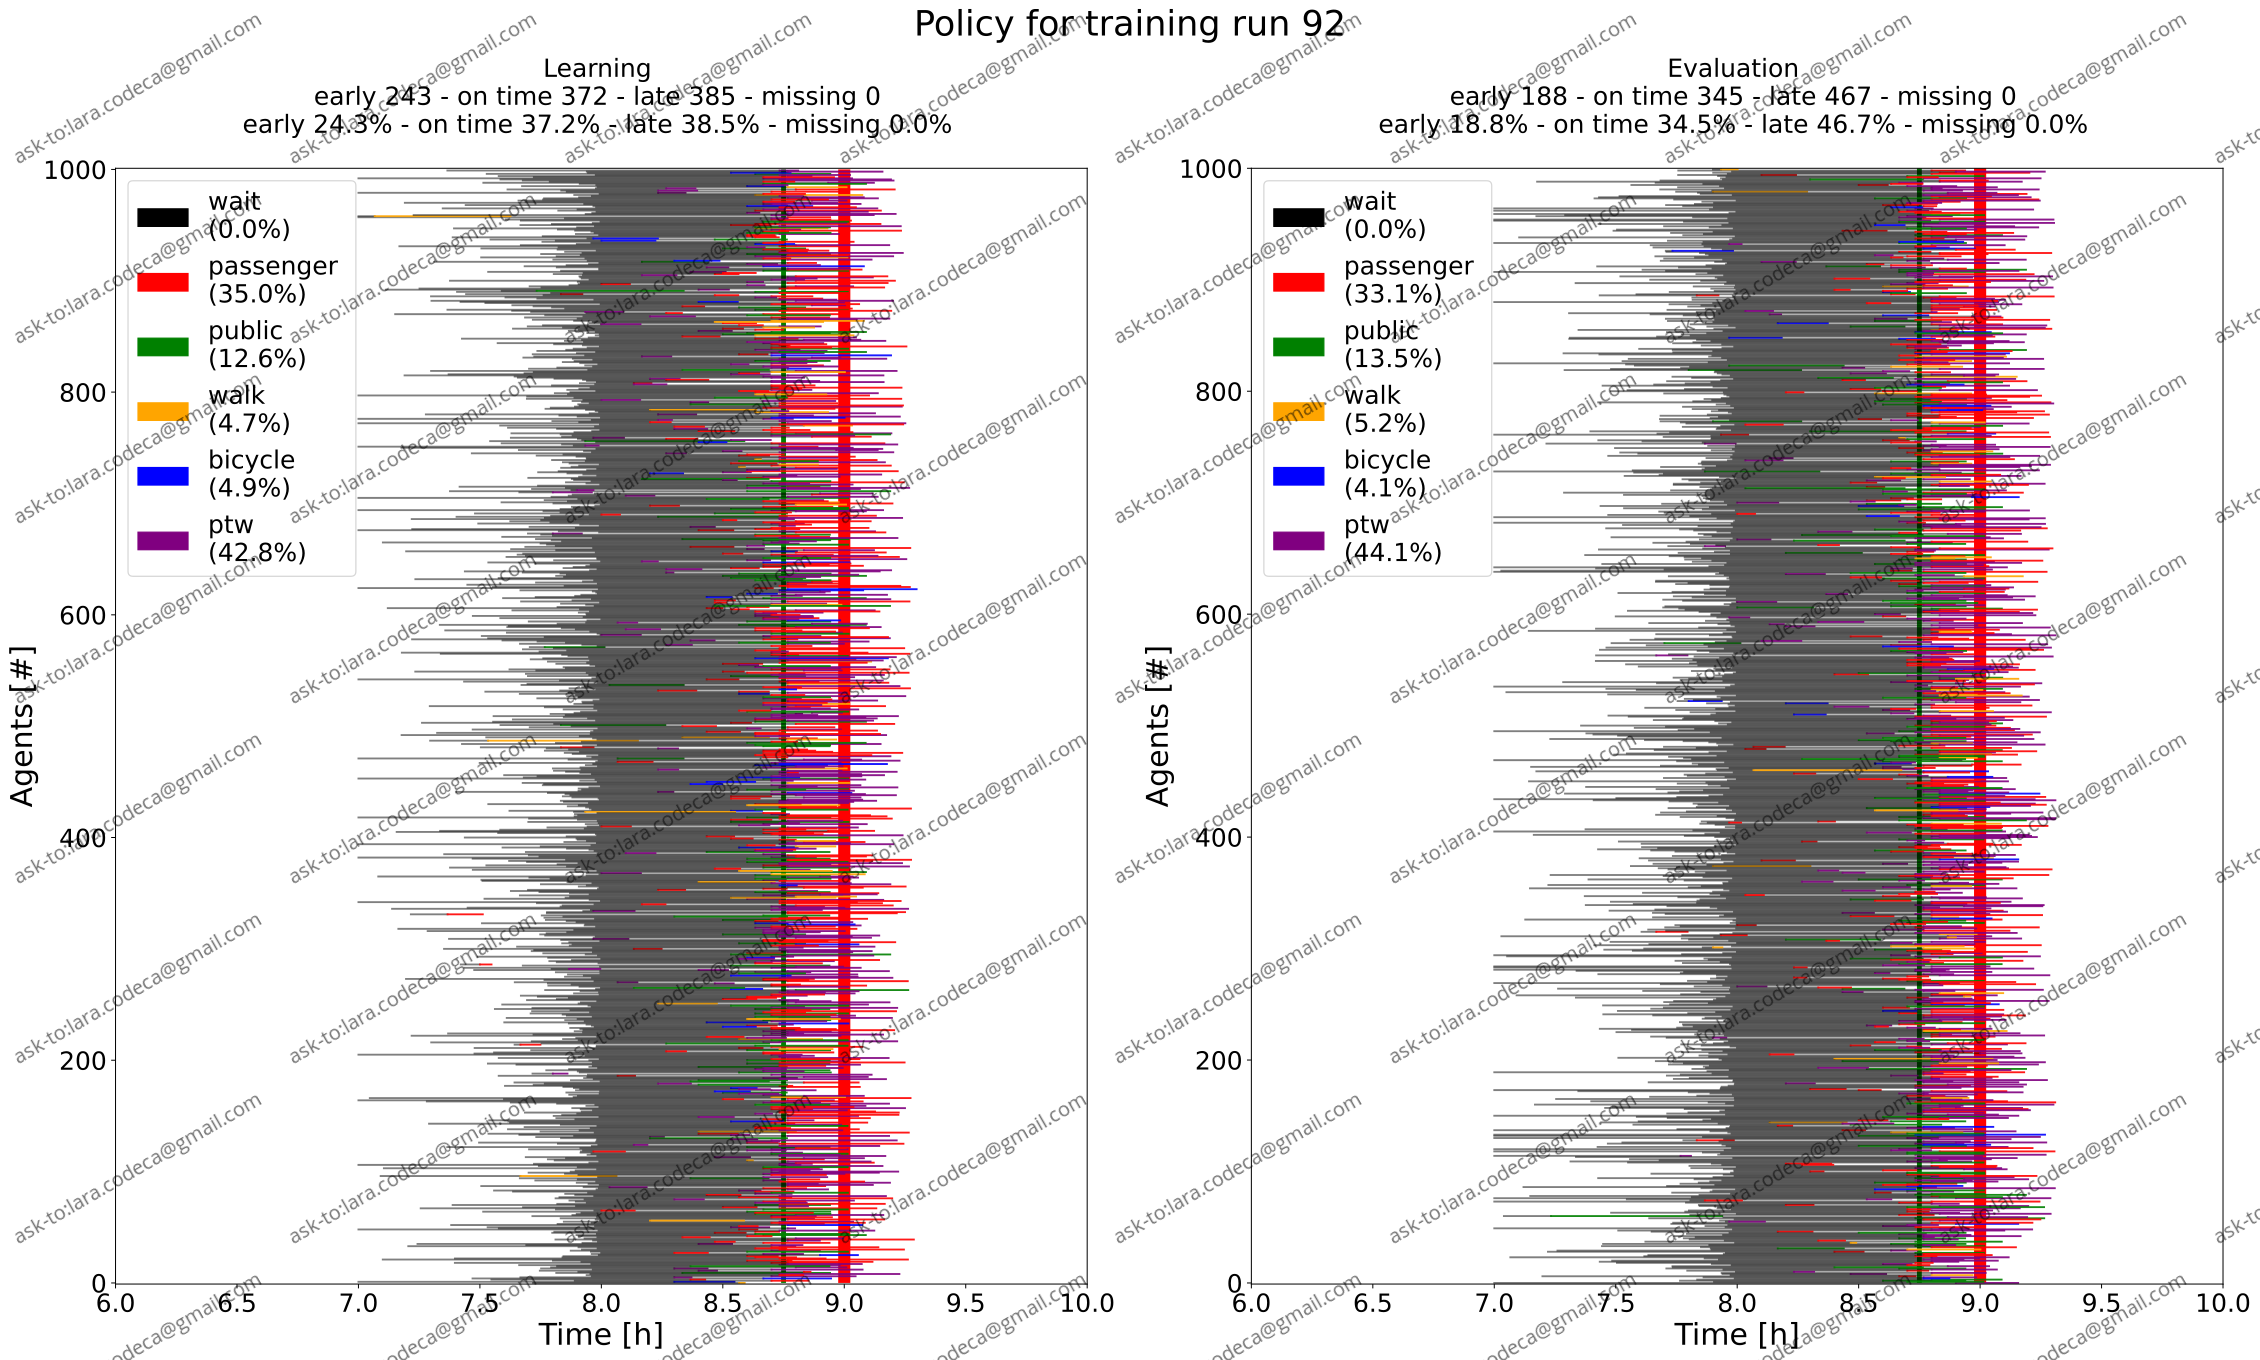 Policy for training run 92
Learning
early 243 - on time 372 - late 385 - missing 0
early 24.3% - on time 37.2% - late 38.5% - missing 0.0%
Agents [#]
1000
800
600
400
200
0
wait
(0.0%)
passenger
(35.0%)
public
(12.6%)
walk
(4.7%)
bicycle
(4.9%)
ptw
(42.8%)
6.0 6.5 7.0 7.5 8.0 8.5 9.0 9.5 10.0
Time [h]
Evaluation
early 188 - on time 345 - late 467 - missing 0
early 18.8% - on time 34.5% - late 46.7% - missing 0.0%
Agents [#]
1000
800
600
400
200
0
wait
(0.0%)
passenger
(33.1%)
public
(13.5%)
walk
(5.2%)
bicycle
(4.1%)
ptw
(44.1%)
6.0 6.5 7.0 7.5 8.0 8.5 9.0 9.5 10.0
Time [h]
ask-to:lara.codeca@gmail.com